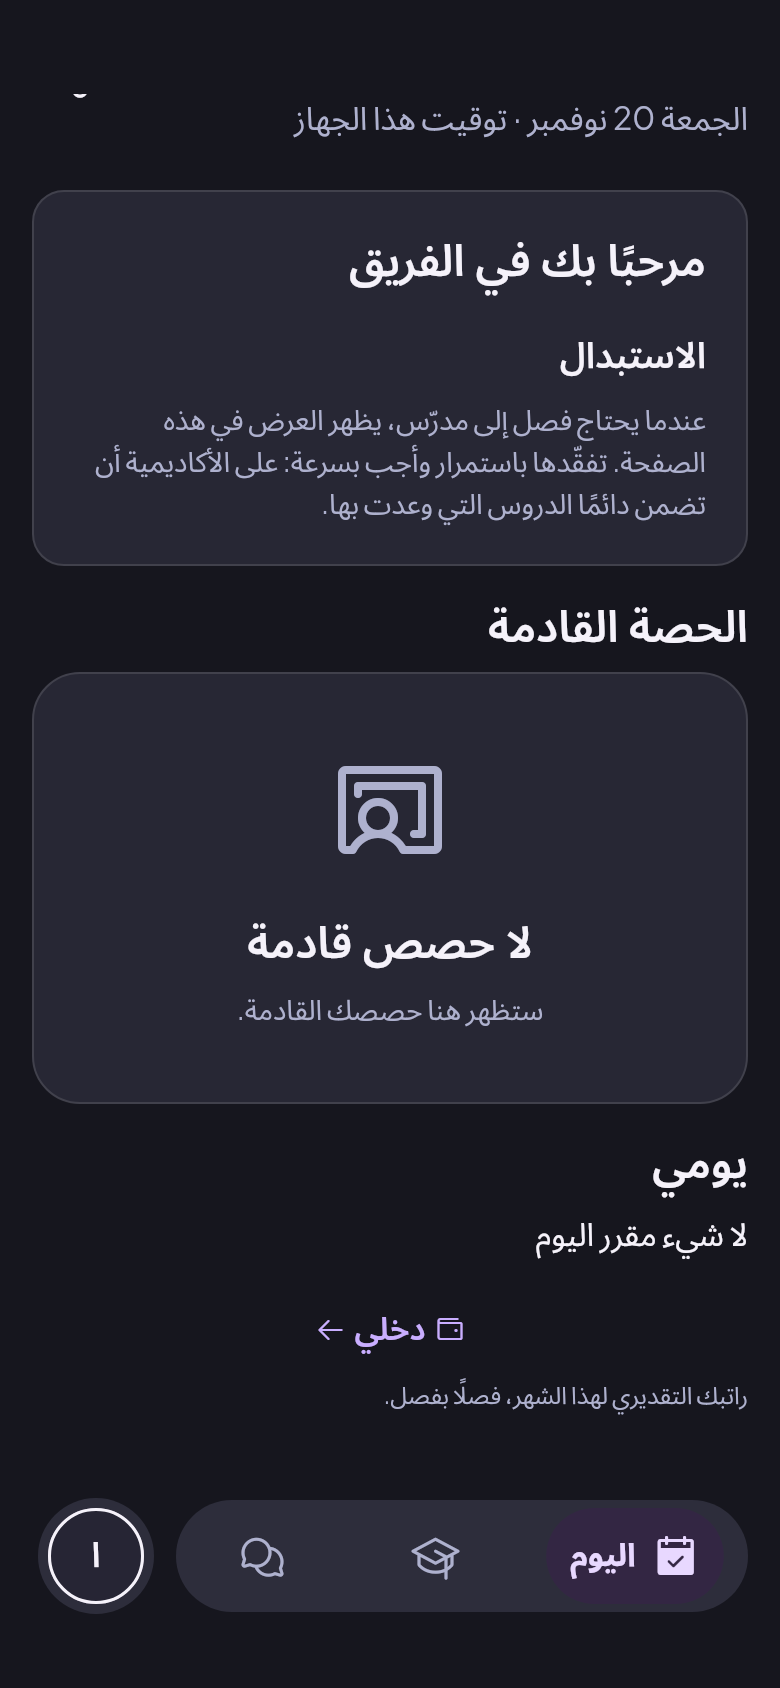 الجمعة 20 نوفمبر · توقيت هذا الجهاز
مرحبًا بك في الفريق
الاستبدال
عندما يحتاج فصل إلى مدرّس، يظهر العرض في هذه
الصفحة. تفقّدها باستمرار وأجب بسرعة: على الأكاديمية أن
تضمن دائمًا الدروس التي وعدت بها.
الحصة القادمة
لا حصص قادمة
ستظهر هنا حصصك القادمة.
يومي
لا شيء مقرر اليوم
دخلي ←
راتبك التقديري لهذا الشهر، فصلًا بفصل.
اليوم
ا